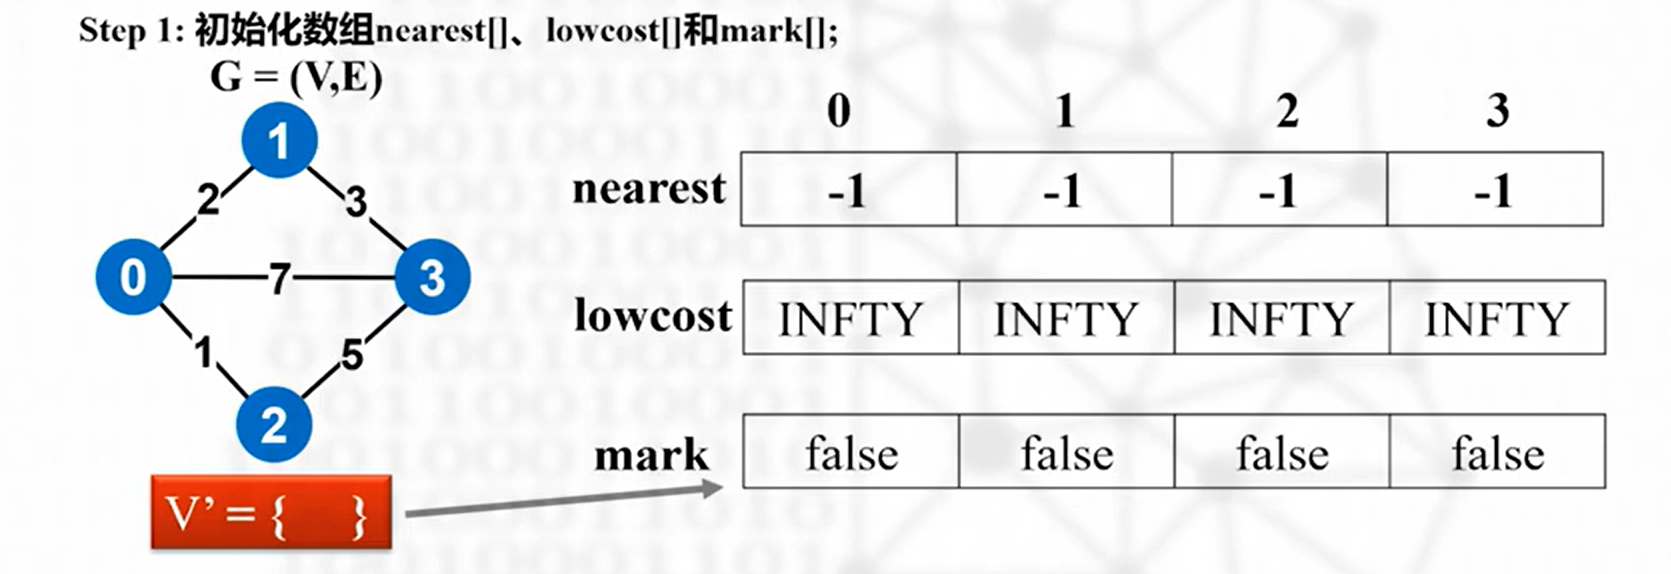 Step 1: 初始化数组nearest[]、lowcost[]和mark[];
G = (V,E)
1
2
3
0
7
3
1
5
2
V’ = { }
0 1 2 3
nearest -1 -1 -1 -1
lowcost INFTY INFTY INFTY INFTY
mark false false false false